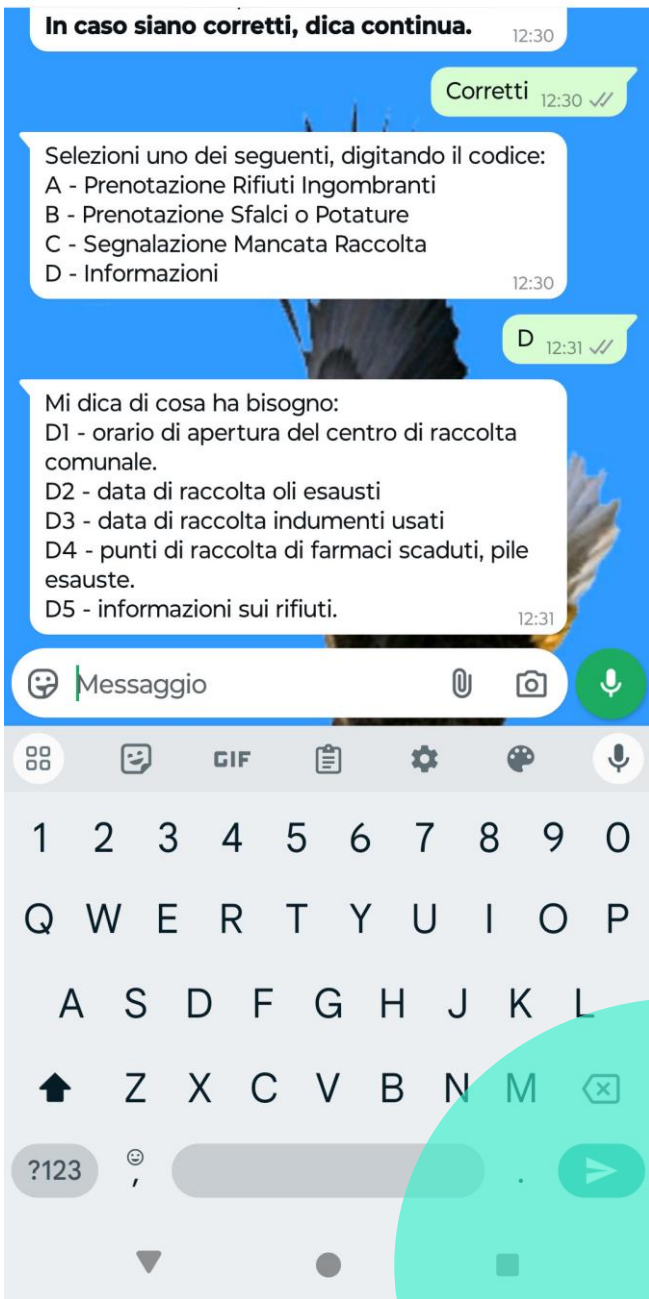 In caso siano corretti, dica continua.
12:30
Corretti
12:30
Selezioni uno dei seguenti, digitando il codice:
A - Prenotazione Rifiuti Ingombranti
B - Prenotazione Sfalci o Potature
C - Segnalazione Mancata Raccolta
D - Informazioni
12:30
D
12:31
Mi dica di cosa ha bisogno:
D1 - orario di apertura del centro di raccolta
comunale.
D2 - data di raccolta oli esausti
D3 - data di raccolta indumenti usati
D4 - punti di raccolta di farmaci scaduti, pile
esauste.
D5 - informazioni sui rifiuti.
12:31
Messaggio
GIF
1 2 3 4 5 6 7 8 9 0
Q W E R T Y U I O P
A S D F G H J K L
Z X C V B N M
?123 , .